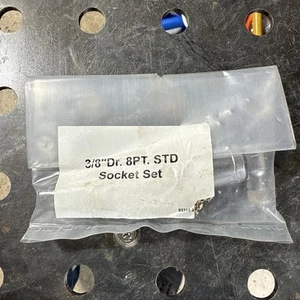 3/8"Dr. 8PT. STD
Socket Set